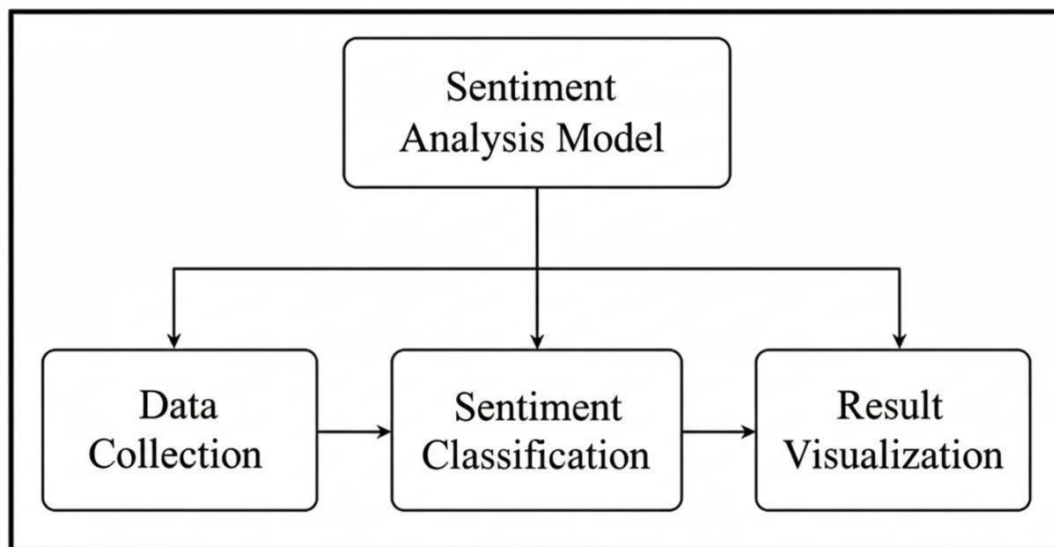 Sentiment
Analysis Model
Data
Collection
Sentiment
Classification
Result
Visualization